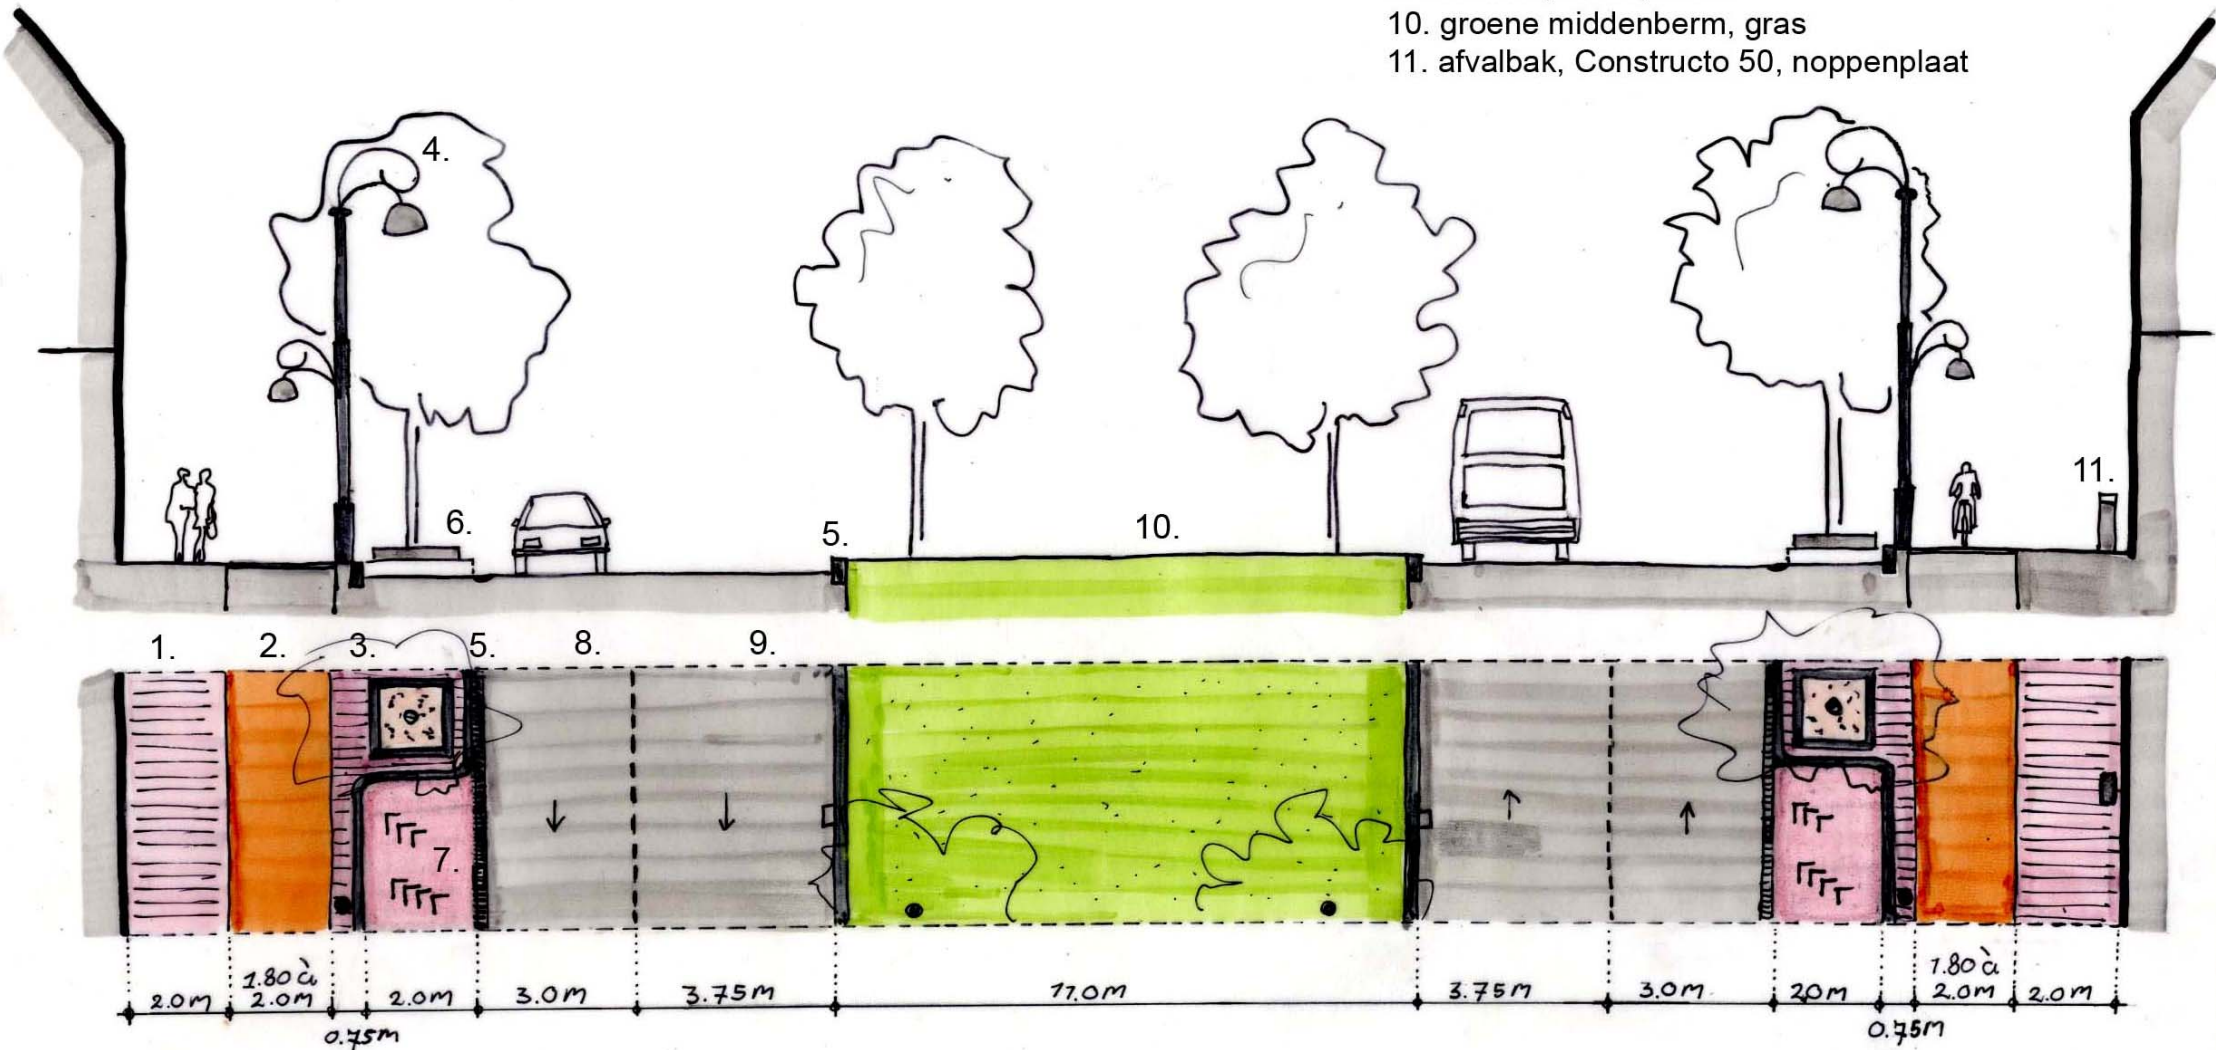 10. groene middenberm, gras
11. afvalbak, Constructo 50, noppenplaat
4.
11.
6.
5.
10.
1. 2. 3. 5. 8. 9.
7.
1.80 à 1.80 à
2.0m 2.0m 2.0m 3.0m 3.75m 11.0m 3.75m 3.0m 20m 2.0m 2.0m
0.75m 0.75m